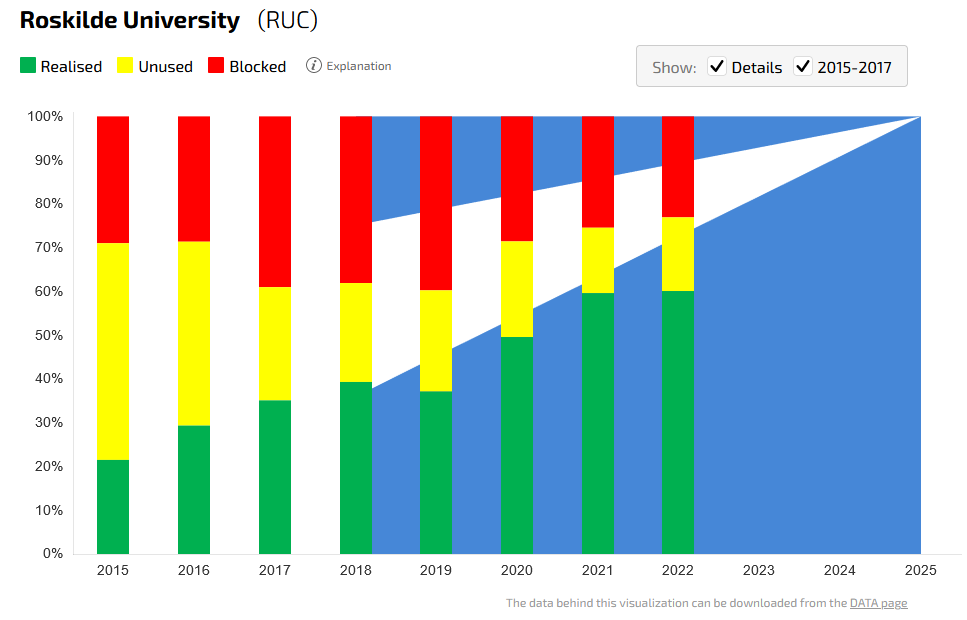 Roskilde University (RUC)
Realised Unused Blocked Explanation
Show: Details 2015-2017
100%
90%
80%
70%
60%
50%
40%
30%
20%
10%
0%
2015 2016 2017 2018 2019 2020 2021 2022 2023 2024 2025
The data behind this visualization can be downloaded from the DATA page